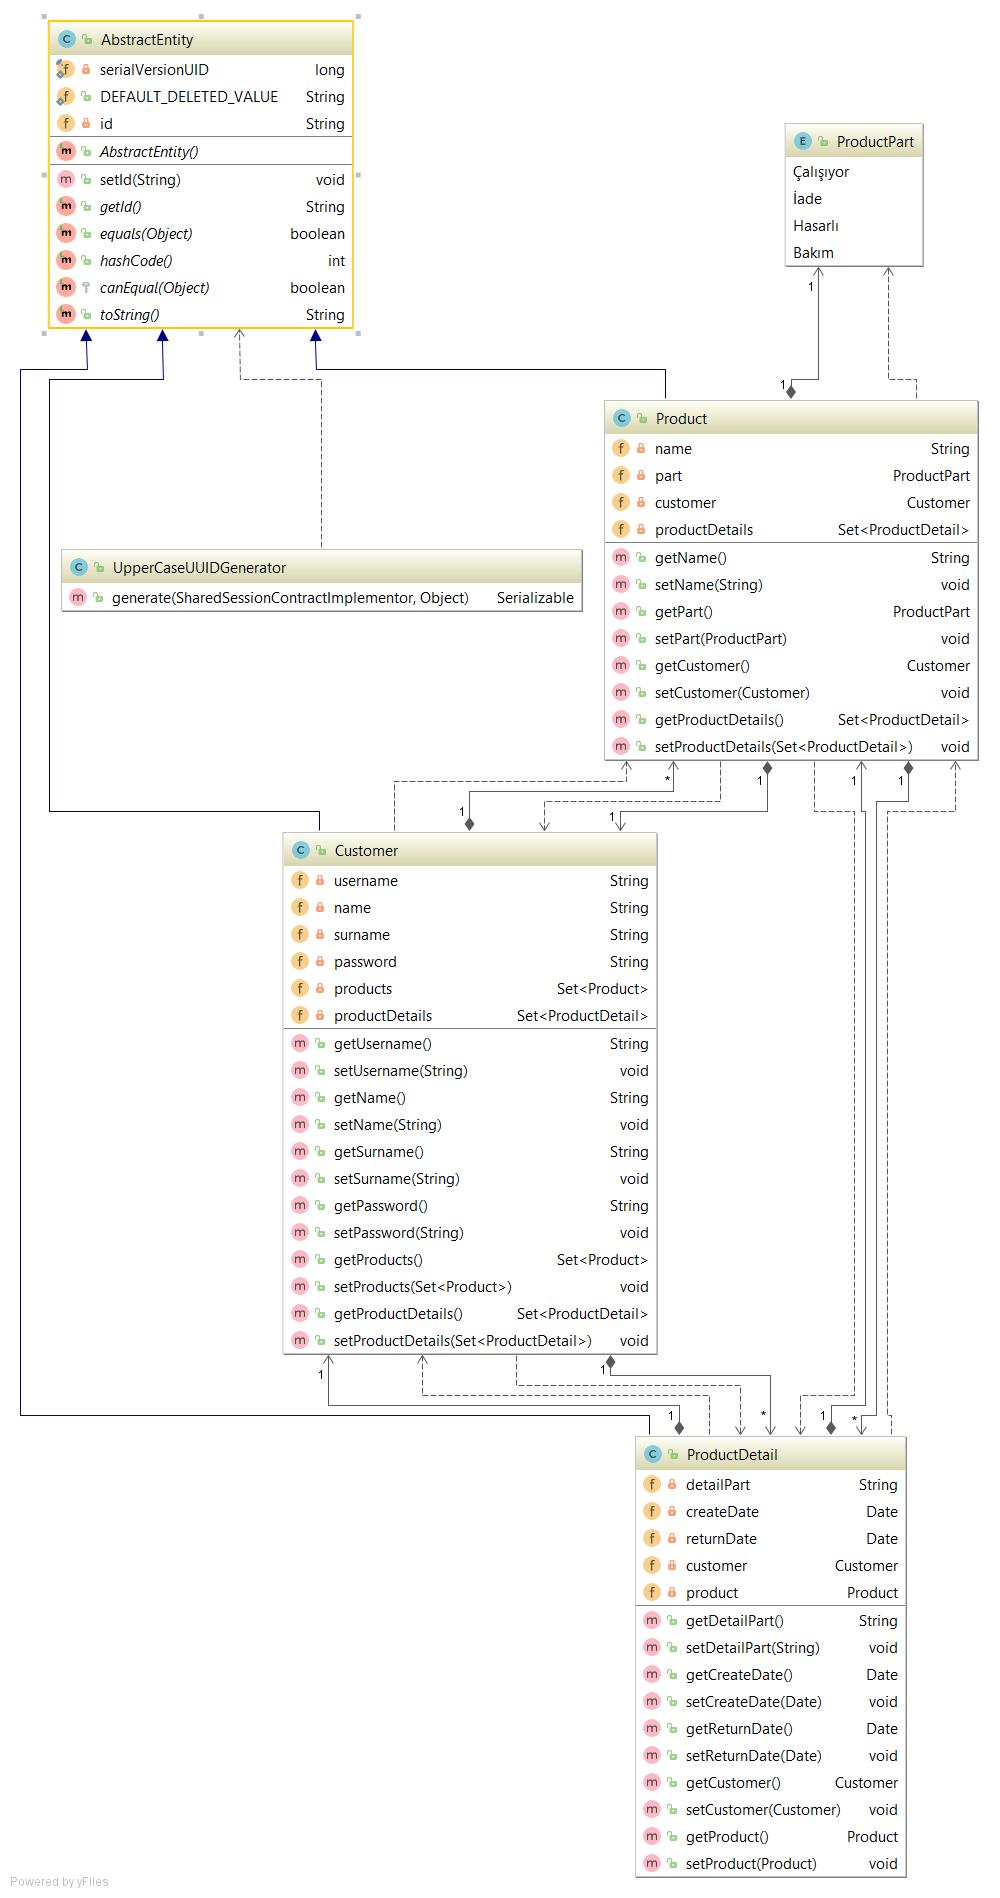 AbstractEntity
serialVersionUID long
DEFAULT_DELETED_VALUE String
id String
AbstractEntity()
setId(String) void
getId() String
equals(Object) boolean
hashCode() int
canEqual(Object) boolean
toString() String
ProductPart
Çalışıyor
İade
Hasarlı
Bakım
1
1
Product
name String
part ProductPart
customer Customer
productDetails Set<ProductDetail>
getName() String
setName(String) void
getPart() ProductPart
setPart(ProductPart) void
getCustomer() Customer
setCustomer(Customer) void
getProductDetails() Set<ProductDetail>
setProductDetails(Set<ProductDetail>) void
UpperCaseUUIDGenerator
generate(SharedSessionContractImplementor, Object) Serializable
* 1 1 1
1 1
Customer
username String
name String
surname String
password String
products Set<Product>
productDetails Set<ProductDetail>
getUsername() String
setUsername(String) void
getName() String
setName(String) void
getSurname() String
setSurname(String) void
getPassword() String
setPassword(String) void
getProducts() Set<Product>
setProducts(Set<Product>) void
getProductDetails() Set<ProductDetail>
setProductDetails(Set<ProductDetail>) void
1 1
1 * 1 *
ProductDetail
detailPart String
createDate Date
returnDate Date
customer Customer
product Product
getDetailPart() String
setDetailPart(String) void
getCreateDate() Date
setCreateDate(Date) void
getReturnDate() Date
setReturnDate(Date) void
getCustomer() Customer
setCustomer(Customer) void
getProduct() Product
setProduct(Product) void
Powered by yFiles